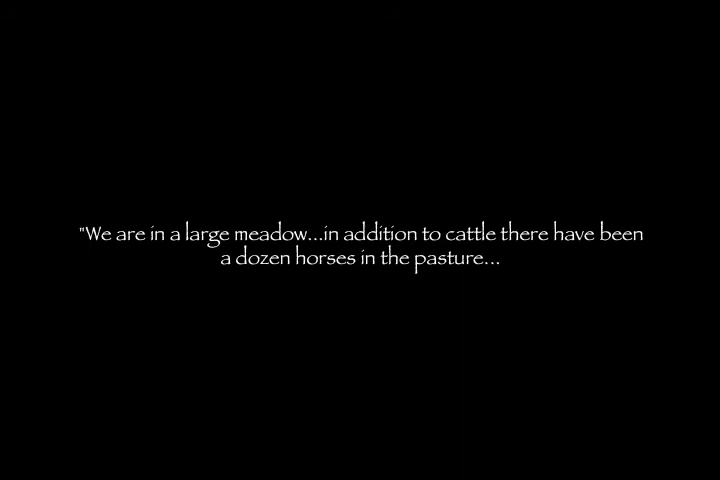 "We are in a large meadow...in addition to cattle there have been
a dozen horses in the pasture...